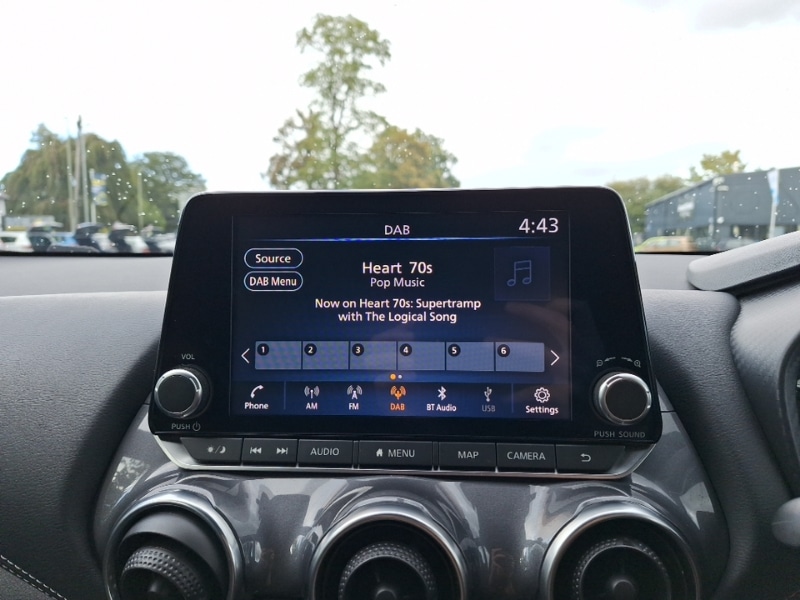 DAB
4:43
Source
DAB Menu
Heart 70s
Pop Music
Now on Heart 70s: Supertramp
with The Logical Song
1 2 3 4 5 6
Phone AM FM DAB BT Audio USB Settings
VOL
PUSH
PUSH SOUND
AUDIO MENU MAP CAMERA